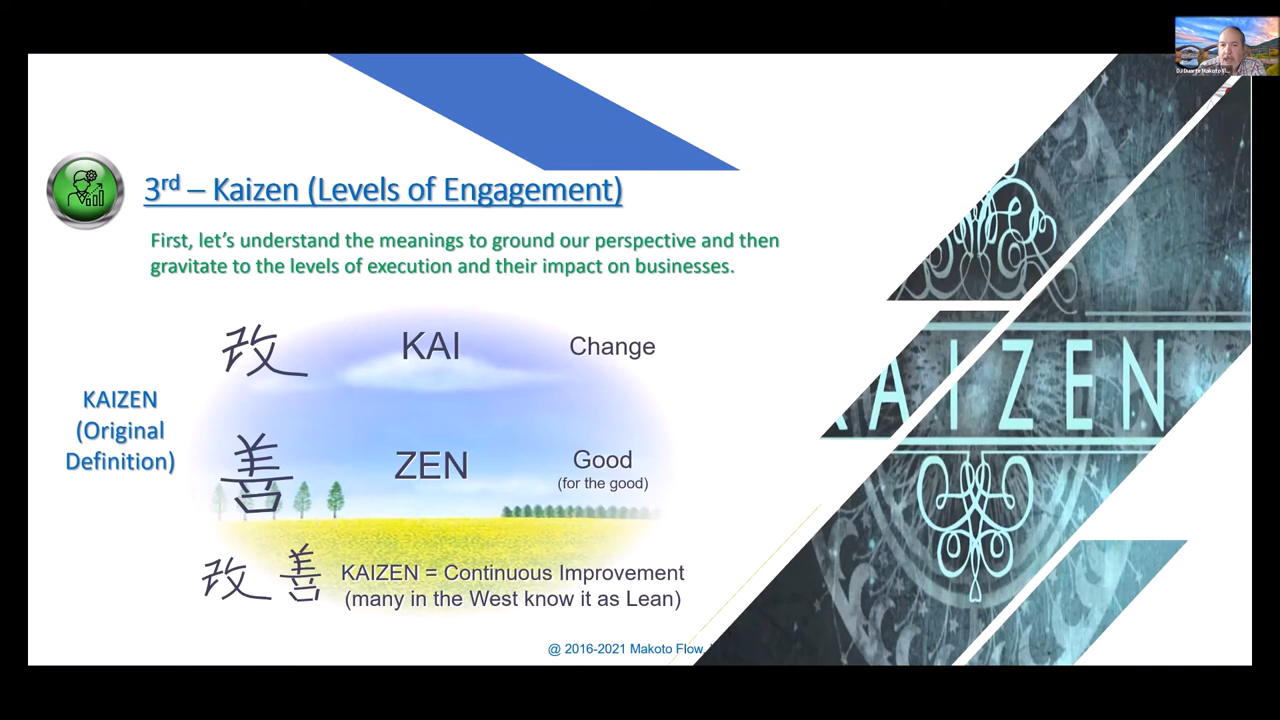 3rd – Kaizen (Levels of Engagement)
First, let's understand the meanings to ground our perspective and then
gravitate to the levels of execution and their impact on businesses.
改 KAI Change
KAIZEN
(Original
Definition)
善 ZEN Good
(for the good)
改善 KAIZEN = Continuous Improvement
(many in the West know it as Lean)
@ 2016-2021 Makoto Flow,
KAIZEN
DJ Duarte Makoto